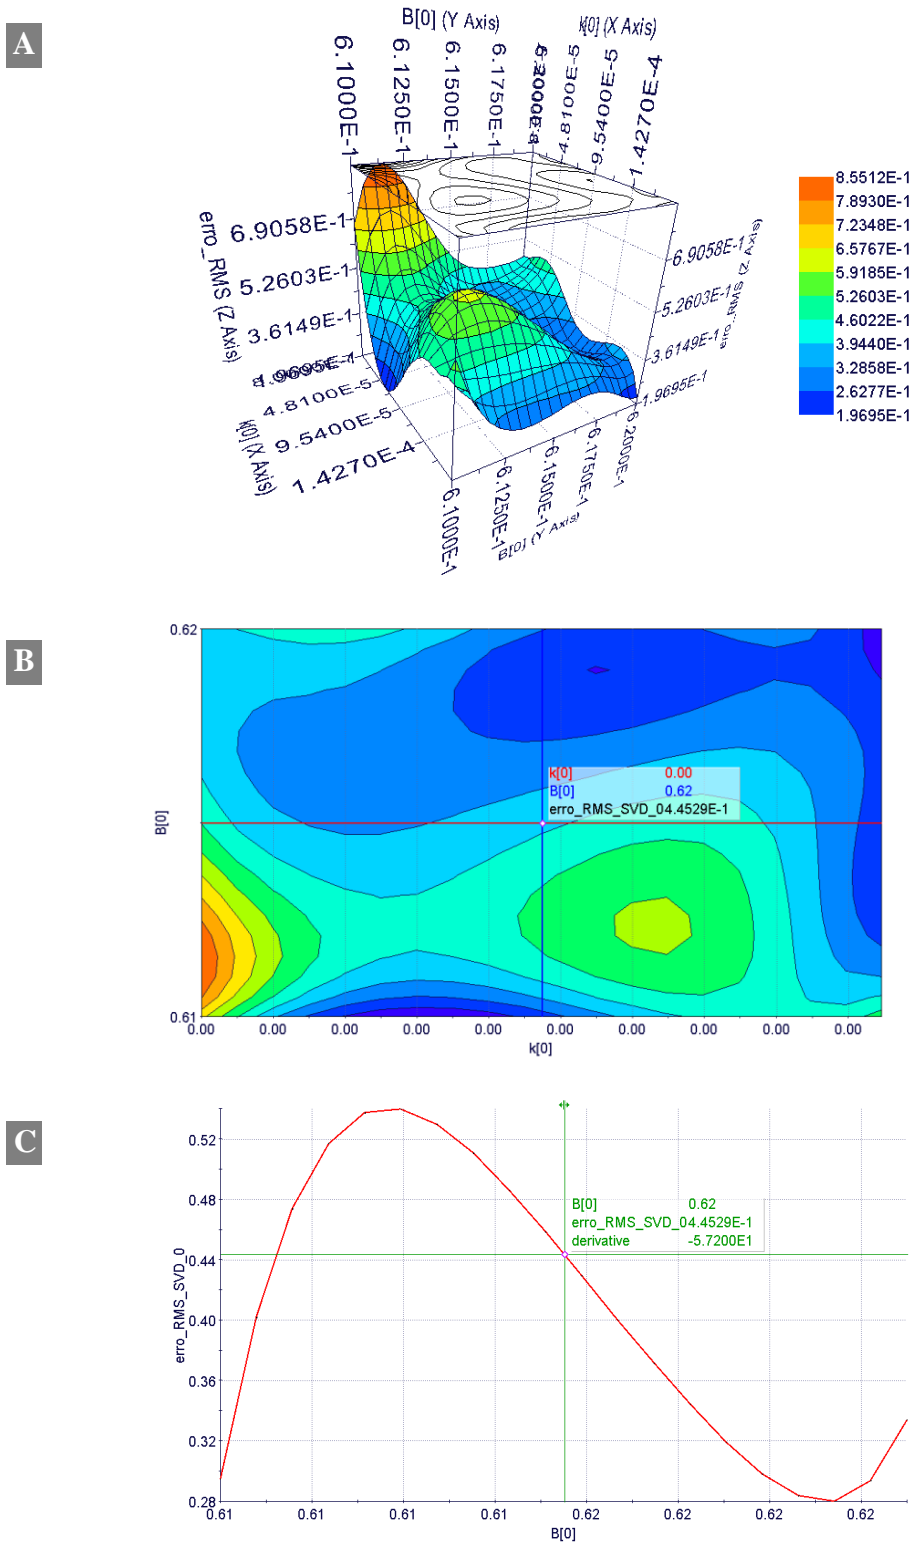 A
B[0] (Y Axis)
k[0] (X Axis)
6.1000E-1
6.1250E-1
6.1500E-1
6.1750E-1
4.8100E-5
9.5400E-5
1.4270E-4
erro_RMS (Z Axis)
6.9058E-1
5.2603E-1
3.6149E-1
1.9695E-1
4.8100E-5
9.5400E-5
1.4270E-4
k[0] (X Axis)
6.1000E-1
6.1250E-1
6.1500E-1
6.1750E-1
6.2000E-1
B[0] (Y Axis)
6.9058E-1
5.2603E-1
3.6149E-1
1.9695E-1
erro_RMS (Z Axis)
8.5512E-1
7.8930E-1
7.2348E-1
6.5767E-1
5.9185E-1
5.2603E-1
4.6022E-1
3.9440E-1
3.2858E-1
2.6277E-1
1.9695E-1
B
0.62
B[0]
0.61
k[0] 0.00
B[0] 0.62
erro_RMS_SVD_04.4529E-1
0.00 0.00 0.00 0.00 0.00 0.00 0.00 0.00 0.00 0.00
k[0]
C
0.52
0.48
0.44
0.40
0.36
0.32
0.28
erro_RMS_SVD_0
B[0] 0.62
erro_RMS_SVD_04.4529E-1
derivative -5.7200E1
0.61 0.61 0.61 0.61 0.62 0.62 0.62 0.62
B[0]